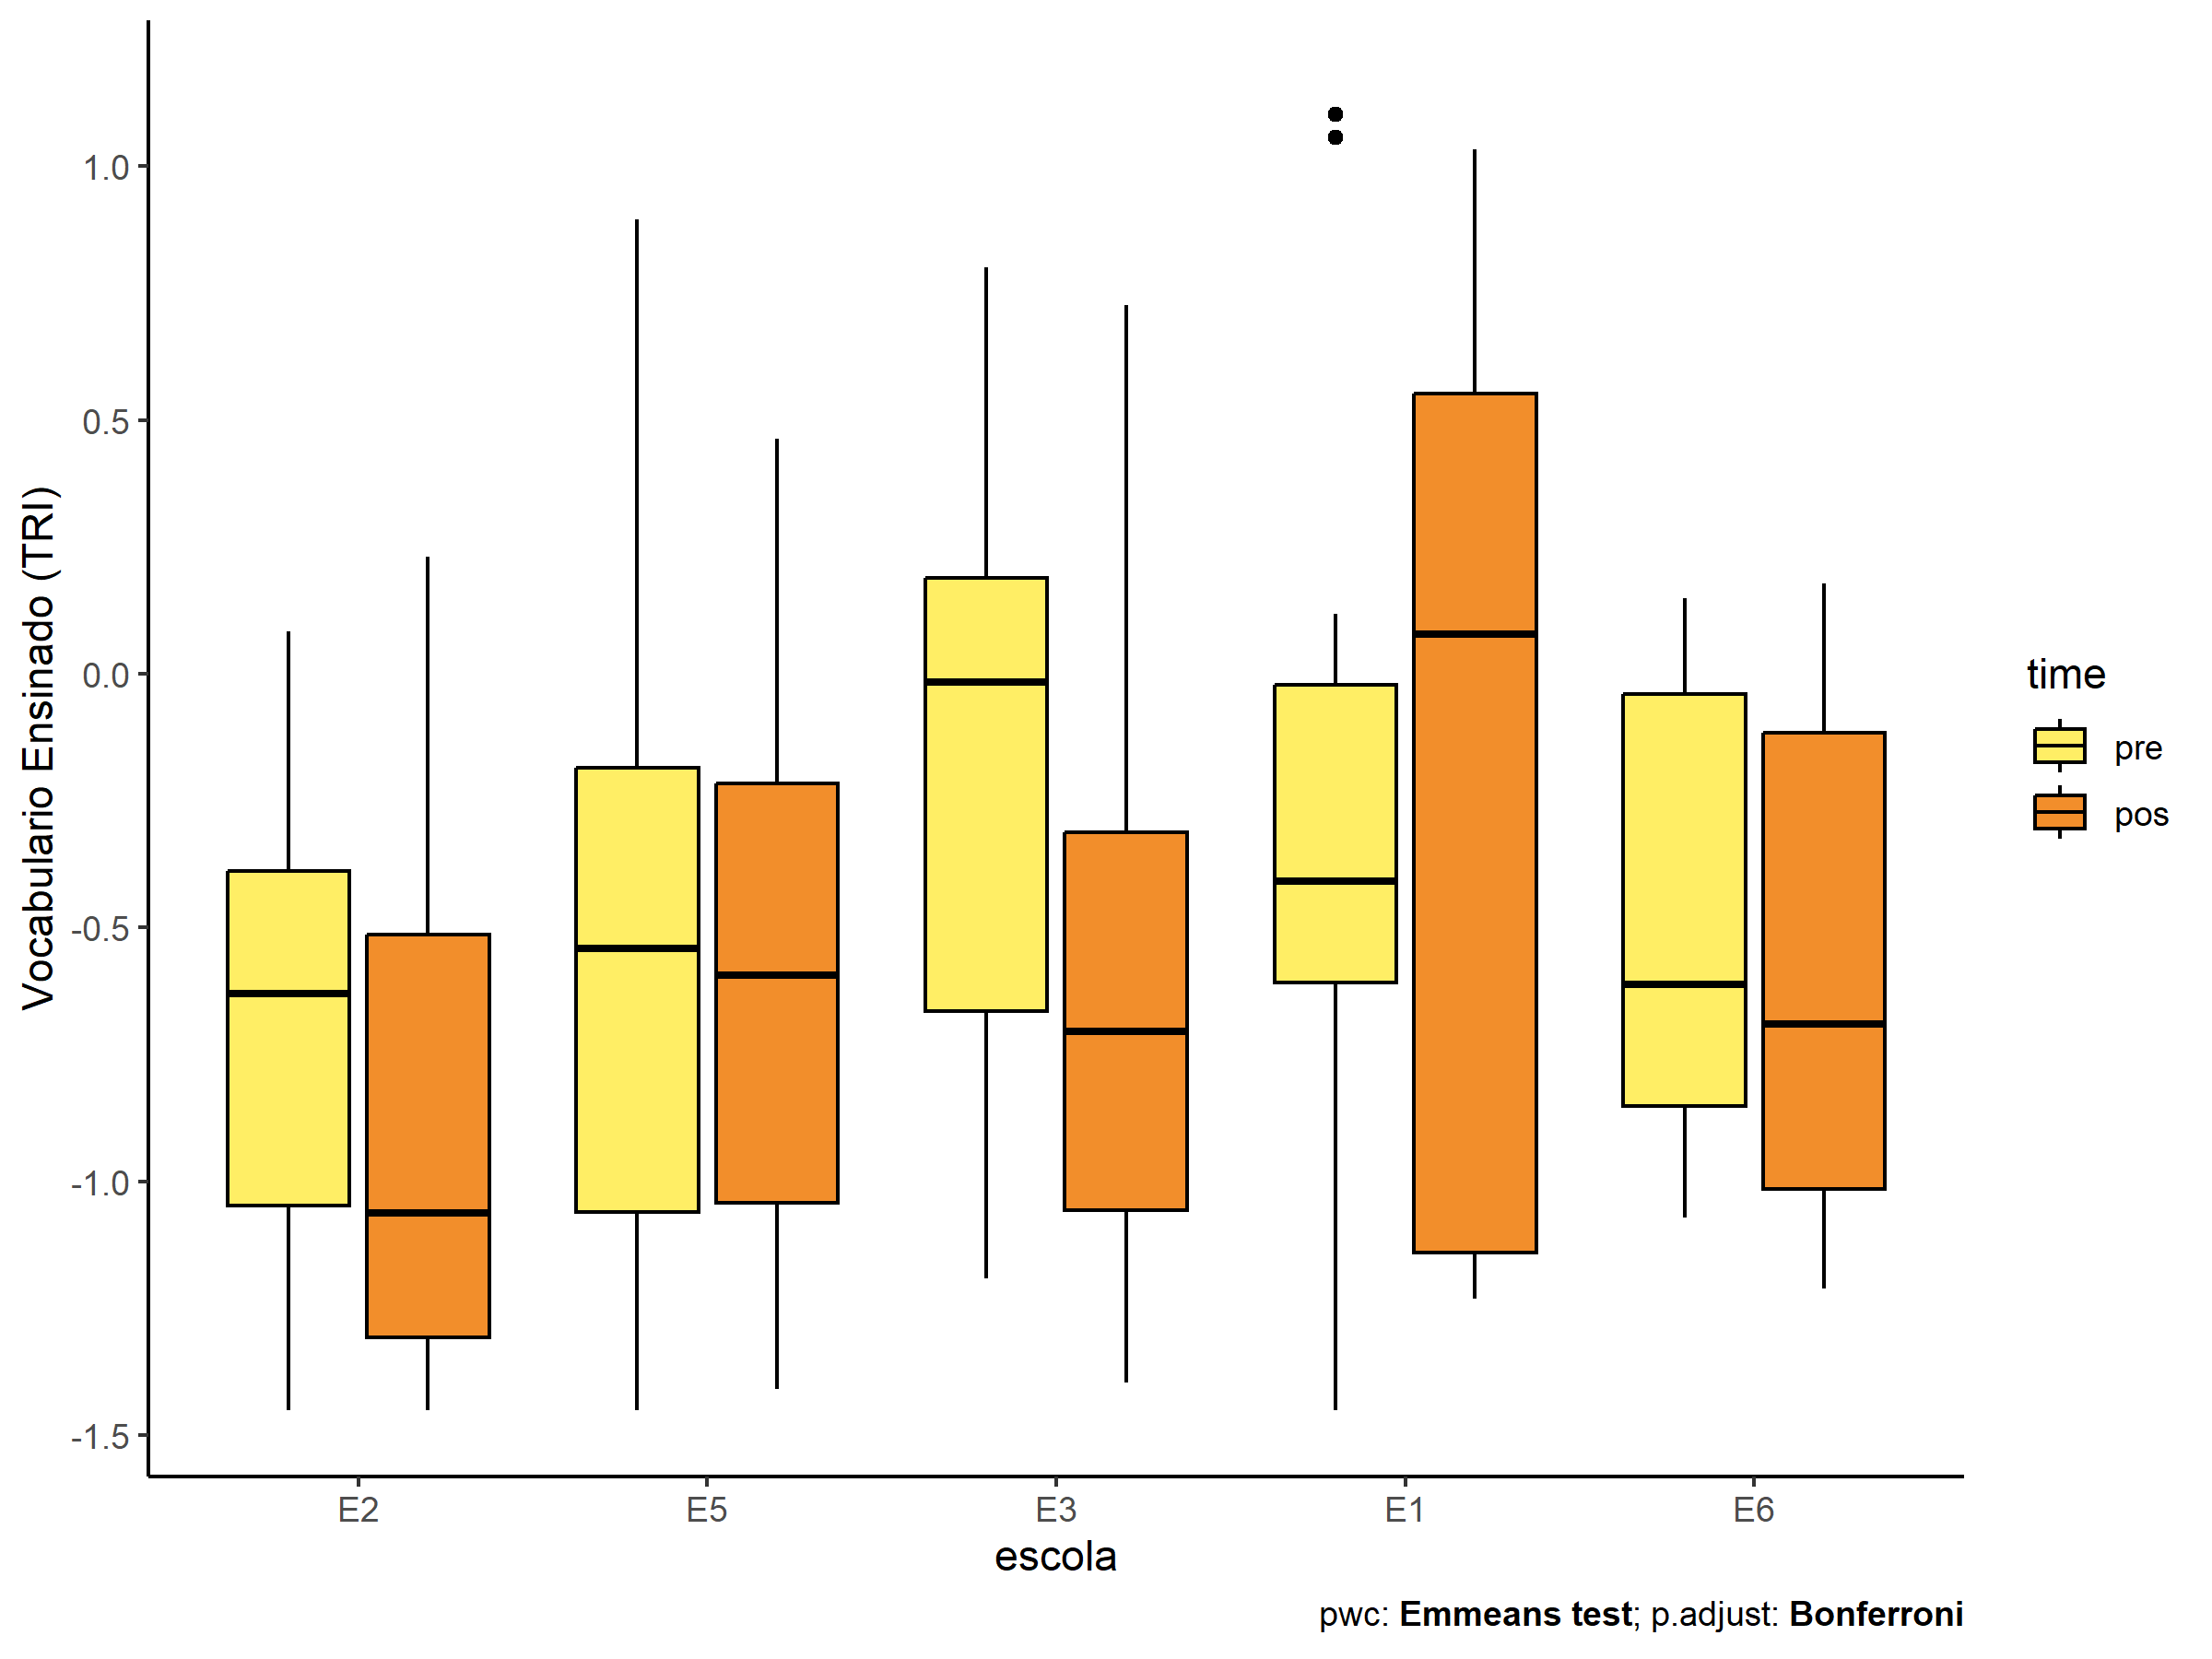 Vocabulario Ensinado (TRI)
1.0
0.5
0.0
-0.5
-1.0
-1.5
E2 E5 E3 E1 E6
escola
time
pre
pos
pwc: Emmeans test; p.adjust: Bonferroni